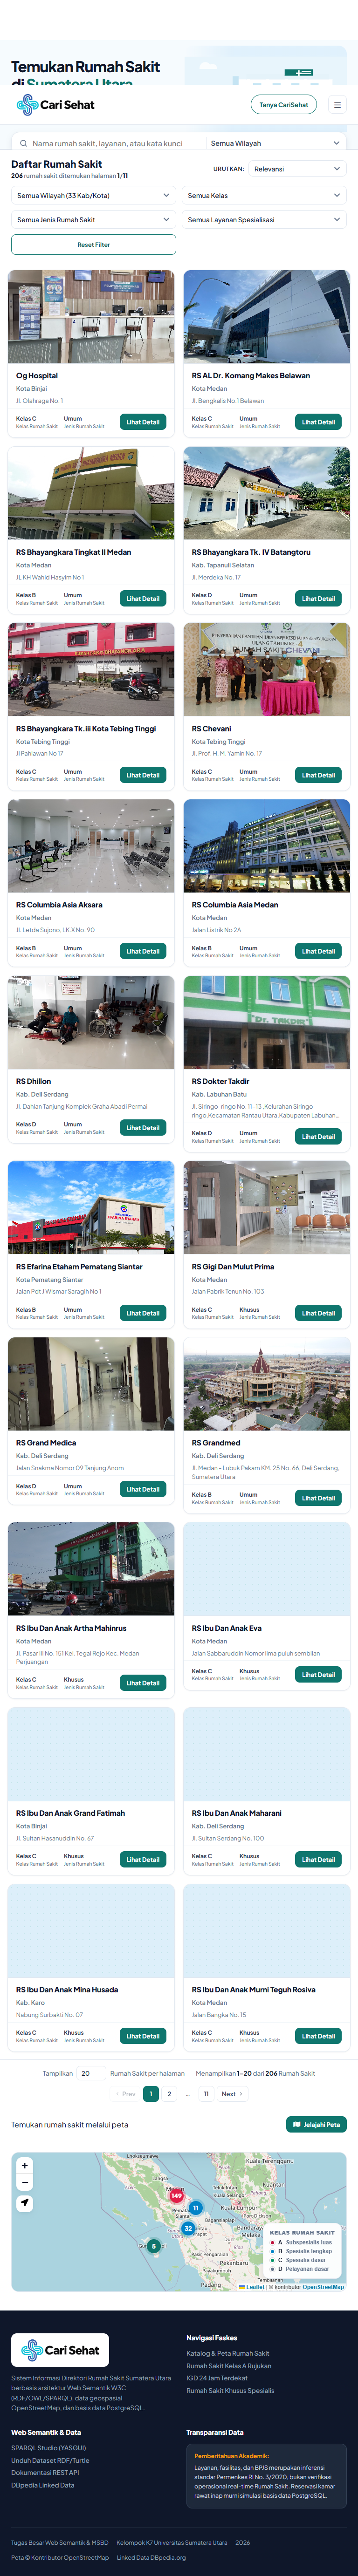 Temukan Rumah Sakit
di Sumatera Utara
Cari Sehat
Tanya CariSehat
Nama rumah sakit, layanan, atau kata kunci
Semua Wilayah
Daftar Rumah Sakit
206 rumah sakit ditemukan halaman 1/11
URUTKAN:
Relevansi
Semua Wilayah (33 Kab/Kota)
Semua Kelas
Semua Jenis Rumah Sakit
Semua Layanan Spesialisasi
Reset Filter
Og Hospital
Kota Binjai
Jl. Olahraga No. 1
Kelas C
Umum
Kelas Rumah Sakit
Jenis Rumah Sakit
Lihat Detail
RS AL Dr. Komang Makes Belawan
Kota Medan
Jl. Bengkalis No.1 Belawan
Kelas C
Umum
Kelas Rumah Sakit
Jenis Rumah Sakit
Lihat Detail
RS Bhayangkara Tingkat II Medan
Kota Medan
Jl. KH Wahid Hasyim No 1
Kelas B
Umum
Kelas Rumah Sakit
Jenis Rumah Sakit
Lihat Detail
RS Bhayangkara Tk. IV Batangtoru
Kab. Tapanuli Selatan
Jl. Merdeka No. 17
Kelas D
Umum
Kelas Rumah Sakit
Jenis Rumah Sakit
Lihat Detail
RS Bhayangkara Tk.iii Kota Tebing Tinggi
Kota Tebing Tinggi
Jl Pahlawan No 17
Kelas C
Umum
Kelas Rumah Sakit
Jenis Rumah Sakit
Lihat Detail
RUMAH SAKIT CHEVANI
RS Chevani
Kota Tebing Tinggi
Jl. Prof. H. M. Yamin No. 17
Kelas C
Umum
Kelas Rumah Sakit
Jenis Rumah Sakit
Lihat Detail
RS Columbia Asia Aksara
Kota Medan
Jl. Letda Sujono, LK.X No. 90
Kelas B
Umum
Kelas Rumah Sakit
Jenis Rumah Sakit
Lihat Detail
RS Columbia Asia Medan
Kota Medan
Jalan Listrik No 2A
Kelas B
Umum
Kelas Rumah Sakit
Jenis Rumah Sakit
Lihat Detail
RS Dhillon
Kab. Deli Serdang
Jl. Dahlan Tanjung Komplek Graha Abadi Permai
Kelas D
Umum
Kelas Rumah Sakit
Jenis Rumah Sakit
Lihat Detail
Dr. TAKDIR
RS Dokter Takdir
Kab. Labuhan Batu
Jl. Siringo-ringo No. 11-13 ,Kelurahan Siringo-
ringo,Kecamatan Rantau Utara,Kabupaten Labuhan...
Kelas D
Umum
Kelas Rumah Sakit
Jenis Rumah Sakit
Lihat Detail
RS Efarina Etaham Pematang Siantar
Kota Pematang Siantar
Jalan Pdt J Wismar Saragih No 1
Kelas B
Umum
Kelas Rumah Sakit
Jenis Rumah Sakit
Lihat Detail
RS Gigi Dan Mulut Prima
Kota Medan
Jalan Pabrik Tenun No. 103
Kelas C
Khusus
Kelas Rumah Sakit
Jenis Rumah Sakit
Lihat Detail
RS Grand Medica
Kab. Deli Serdang
Jalan Snakma Nomor 09 Tanjung Anom
Kelas D
Umum
Kelas Rumah Sakit
Jenis Rumah Sakit
Lihat Detail
RS Grandmed
Kab. Deli Serdang
Jl. Medan - Lubuk Pakam KM. 25 No. 66, Deli Serdang,
Sumatera Utara
Kelas B
Umum
Kelas Rumah Sakit
Jenis Rumah Sakit
Lihat Detail
RS Ibu Dan Anak Artha Mahinrus
Kota Medan
Jl. Pasar III No. 151 Kel. Tegal Rejo Kec. Medan
Perjuangan
Kelas C
Khusus
Kelas Rumah Sakit
Jenis Rumah Sakit
Lihat Detail
RS Ibu Dan Anak Eva
Kota Medan
Jalan Sabbaruddin Nomor lima puluh sembilan
Kelas C
Khusus
Kelas Rumah Sakit
Jenis Rumah Sakit
Lihat Detail
RS Ibu Dan Anak Grand Fatimah
Kota Binjai
Jl. Sultan Hasanuddin No. 67
Kelas C
Khusus
Kelas Rumah Sakit
Jenis Rumah Sakit
Lihat Detail
RS Ibu Dan Anak Maharani
Kab. Deli Serdang
Jl. Sultan Serdang No. 100
Kelas C
Khusus
Kelas Rumah Sakit
Jenis Rumah Sakit
Lihat Detail
RS Ibu Dan Anak Mina Husada
Kab. Karo
Nabung Surbakti No. 07
Kelas C
Khusus
Kelas Rumah Sakit
Jenis Rumah Sakit
Lihat Detail
RS Ibu Dan Anak Murni Teguh Rosiva
Kota Medan
Jalan Bangka No. 15
Kelas C
Khusus
Kelas Rumah Sakit
Jenis Rumah Sakit
Lihat Detail
Tampilkan 20 Rumah Sakit per halaman Menampilkan 1-20 dari 206 Rumah Sakit
‹ Prev 1 2 ... 11 Next ›
Temukan rumah sakit melalui peta
Jelajahi Peta
+
−
Lhokseumawe
Kuala Terengganu
Kuantan
149
11
Kuala Lumpur
32
5
Bagansiapiapi
Bandaraya
Melaka
Pasir Pengaraian
Pekanbaru
Padang
Tembilahan
KELAS RUMAH SAKIT
A Subspesialis luas
B Spesialis lengkap
C Spesialis dasar
D Pelayanan dasar
Leaflet | © kontributor OpenStreetMap
Cari Sehat
Sistem Informasi Direktori Rumah Sakit Sumatera Utara
berbasis arsitektur Web Semantik W3C
(RDF/OWL/SPARQL), data geospasial
OpenStreetMap, dan basis data PostgreSQL.
Navigasi Faskes
Katalog & Peta Rumah Sakit
Rumah Sakit Kelas A Rujukan
IGD 24 Jam Terdekat
Rumah Sakit Khusus Spesialis
Web Semantik & Data
SPARQL Studio (YASGUI)
Unduh Dataset RDF/Turtle
Dokumentasi REST API
DBpedia Linked Data
Transparansi Data
Pemberitahuan Akademik:
Layanan, fasilitas, dan BPJS merupakan inferensi
standar Permenkes RI No. 3/2020, bukan verifikasi
operasional real-time Rumah Sakit. Reservasi kamar
rawat inap murni simulasi basis data PostgreSQL.
Tugas Besar Web Semantik & MSBD Kelompok K7 Universitas Sumatera Utara 2026
Peta © Kontributor OpenStreetMap Linked Data DBpedia.org